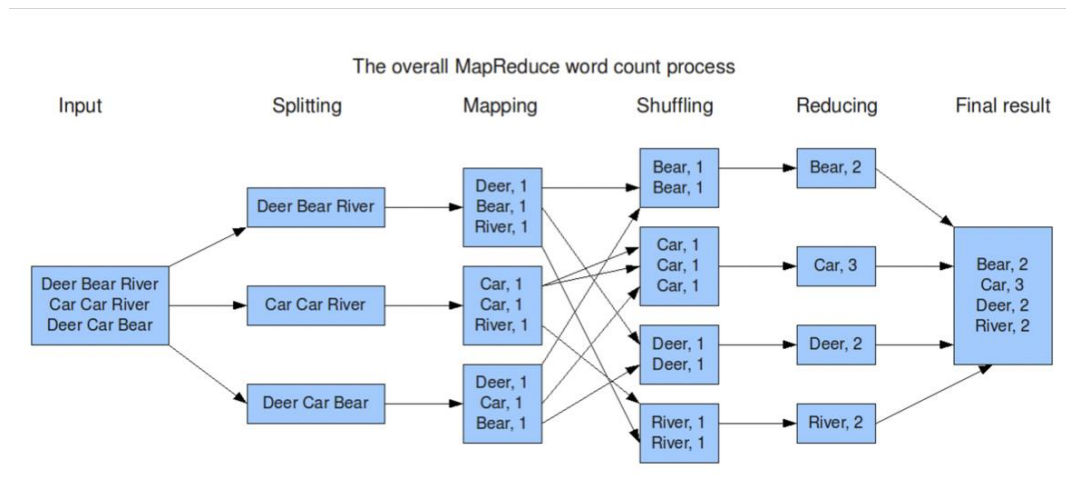 The overall MapReduce word count process
Input
Splitting
Mapping
Shuffling
Reducing
Final result
Deer Bear River
Car Car River
Deer Car Bear
Deer Bear River
Car Car River
Deer Car Bear
Deer, 1
Bear, 1
River, 1
Car, 1
Car, 1
River, 1
Deer, 1
Car, 1
Bear, 1
Bear, 1
Bear, 1
Car, 1
Car, 1
Car, 1
Deer, 1
Deer, 1
River, 1
River, 1
Bear, 2
Car, 3
Deer, 2
River, 2
Bear, 2
Car, 3
Deer, 2
River, 2